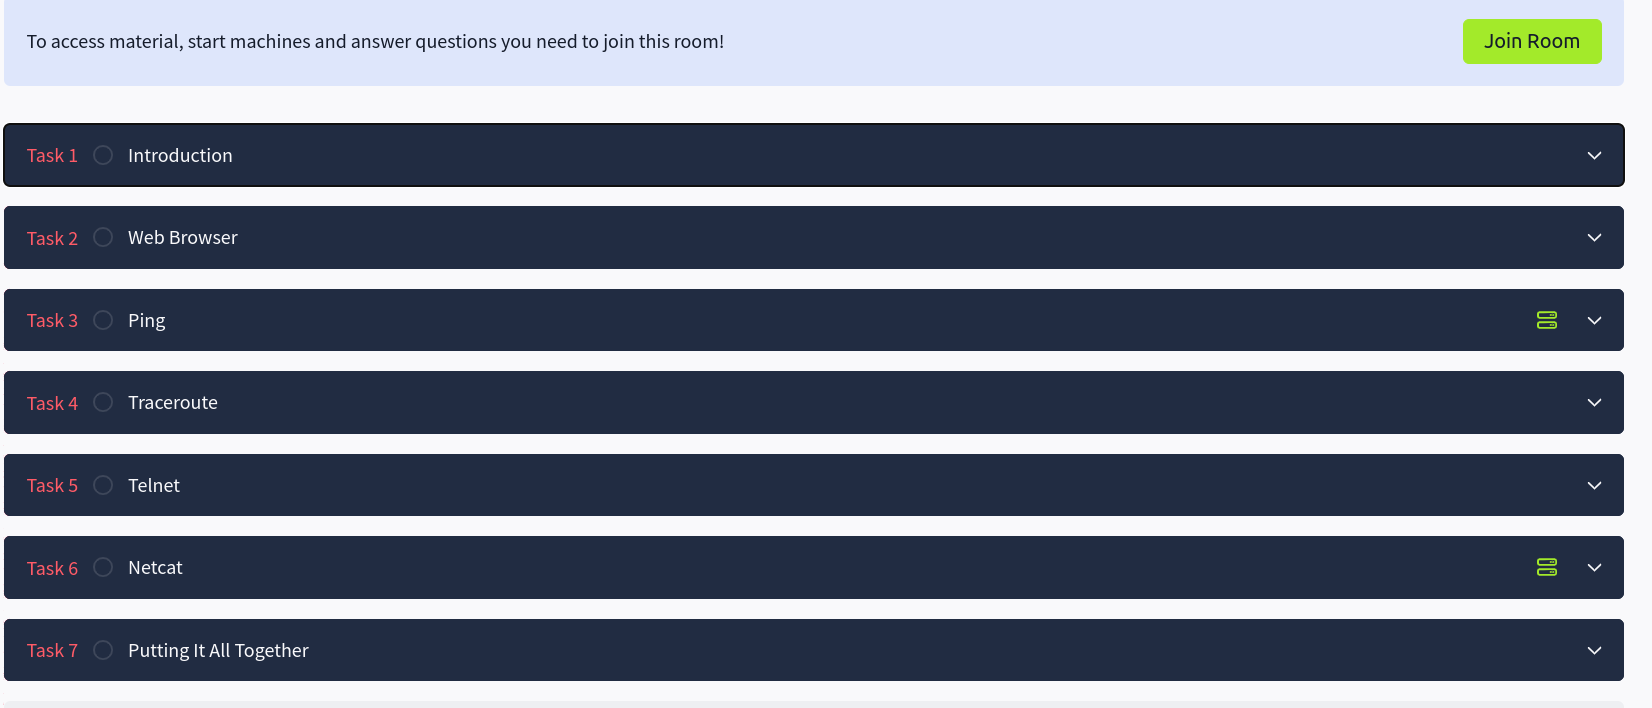 To access material, start machines and answer questions you need to join this room!
Join Room
Task 1 Introduction
Task 2 Web Browser
Task 3 Ping
Task 4 Traceroute
Task 5 Telnet
Task 6 Netcat
Task 7 Putting It All Together